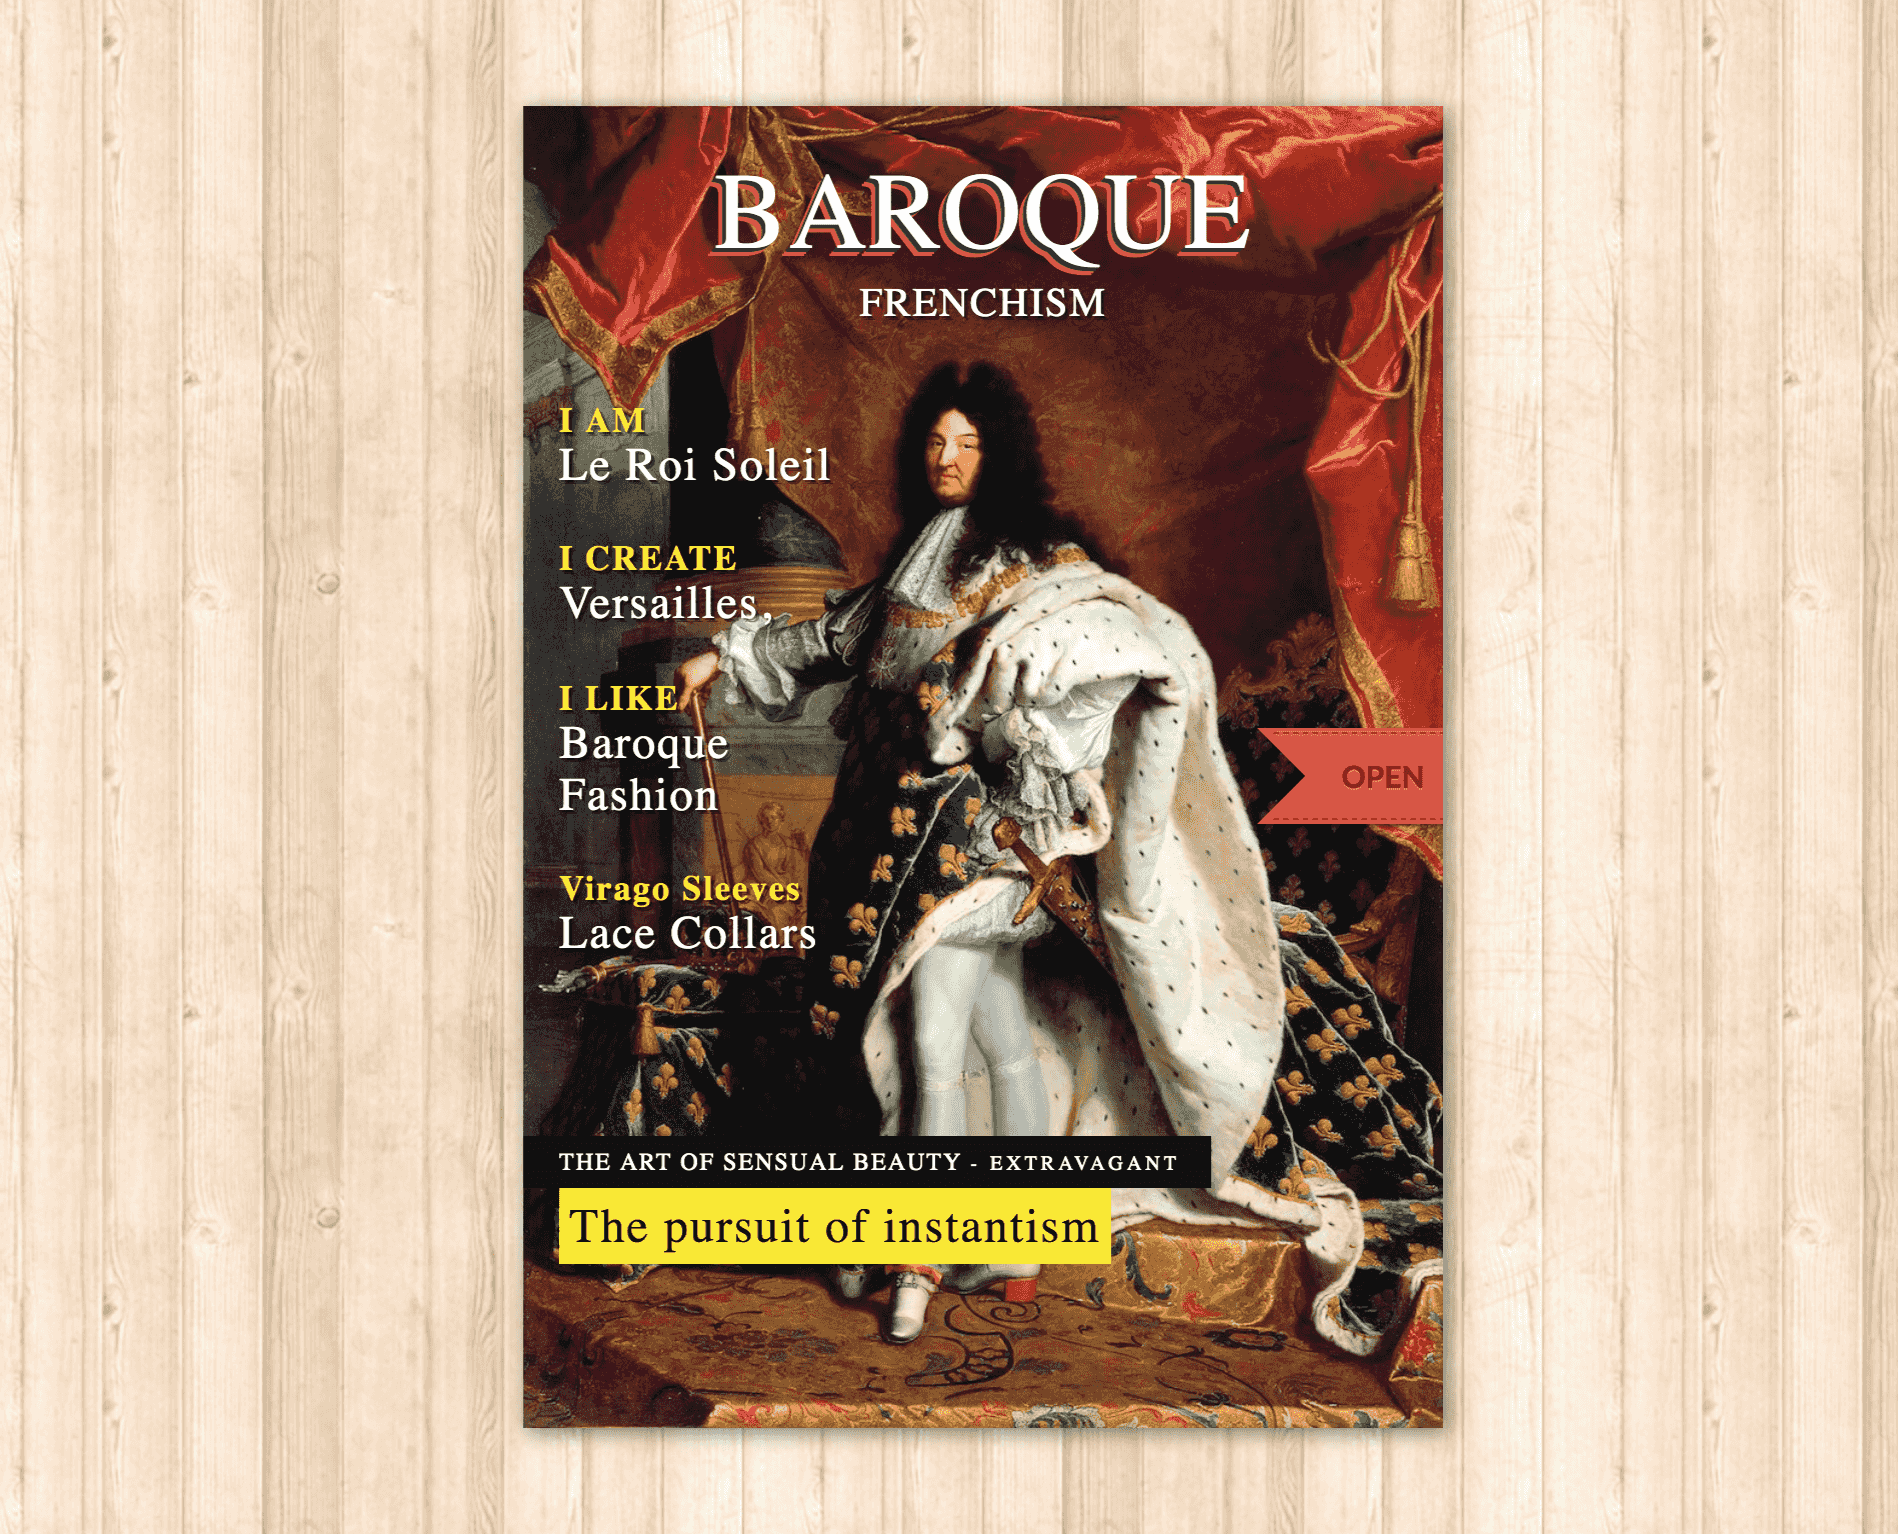 BAROQUE
FRENCHISM
I AM
Le Roi Soleil
I CREATE
Versailles,
I LIKE
Baroque
Fashion
OPEN
Virago Sleeves
Lace Collars
THE ART OF SENSUAL BEAUTY - EXTRAVAGANT
The pursuit of instantism